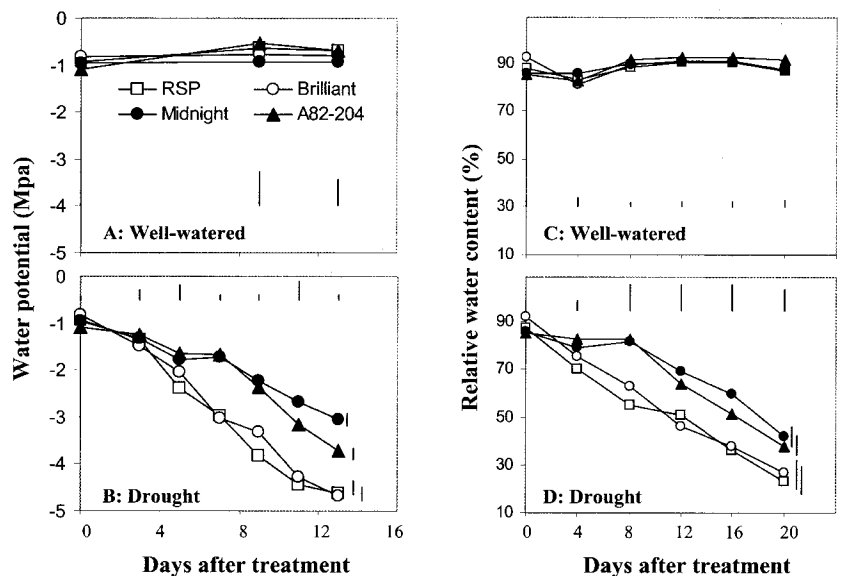 0
-1
-2
-3
-4
-5
Water potential (Mpa)
RSP
Brilliant
Midnight
A82-204
A: Well-watered
90
70
50
30
10
Relative water content (%)
C: Well-watered
0
-1
-2
-3
-4
-5
B: Drought
0 4 8 12 16
Days after treatment
90
70
50
30
10
D: Drought
0 4 8 12 16 20
Days after treatment